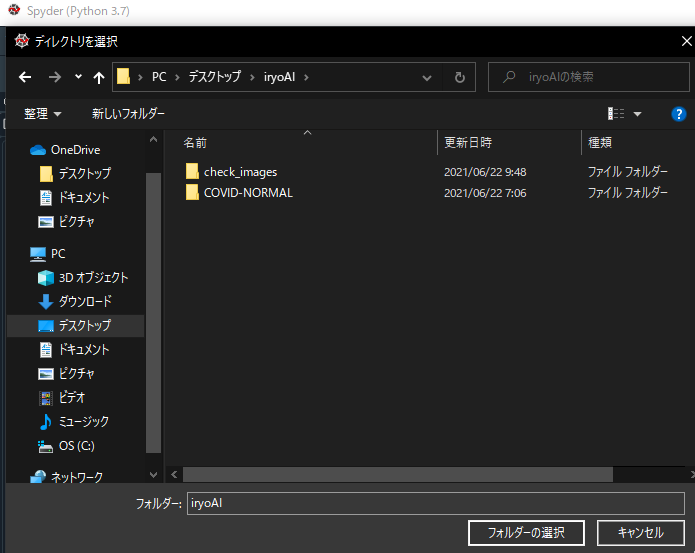 Spyder (Python 3.7)
ディレクトリを選択
PC › デスクトップ › iryoAI ›
iryoAIの検索
整理
新しいフォルダー
名前
更新日時
種類
OneDrive
デスクトップ
ドキュメント
ピクチャ
PC
3D オブジェクト
ダウンロード
デスクトップ
ドキュメント
ピクチャ
ビデオ
ミュージック
OS (C:)
ネットワーク
check_images 2021/06/22 9:48 ファイル フォルダー
COVID-NORMAL 2021/06/22 7:06 ファイル フォルダー
フォルダー: iryoAI
フォルダーの選択
キャンセル